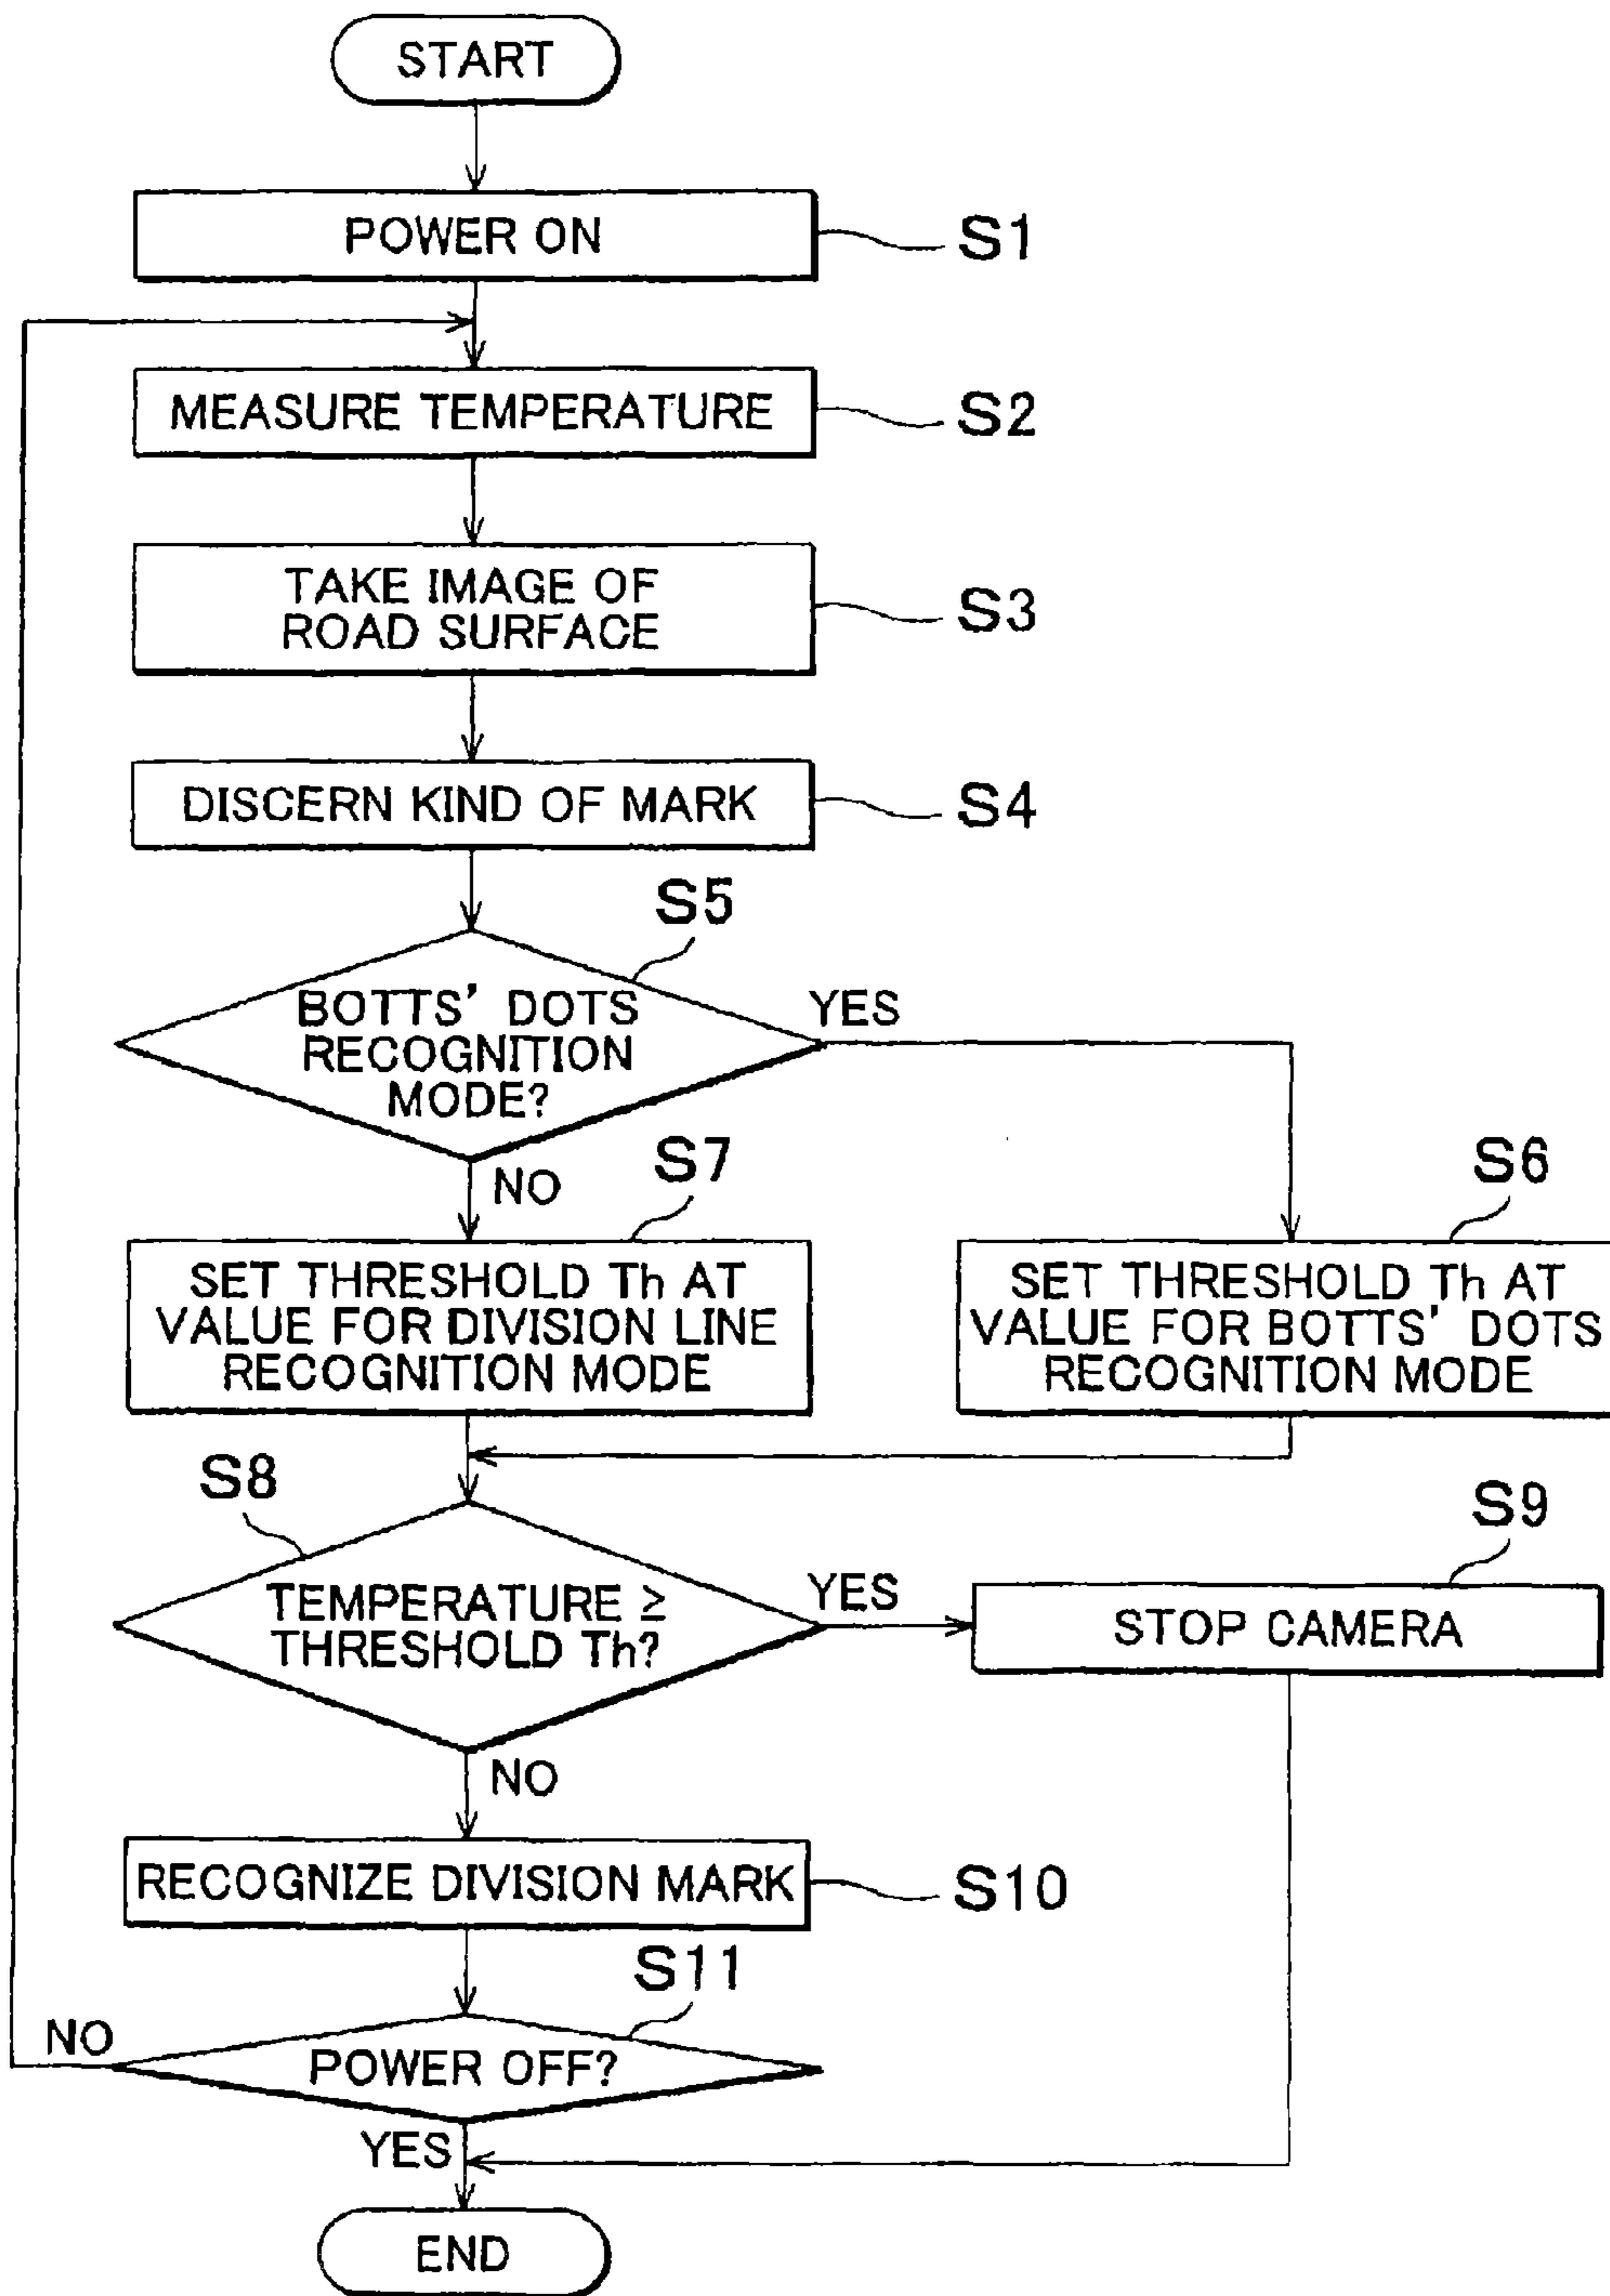 START
POWER ON
S1
MEASURE TEMPERATURE
S2
TAKE IMAGE OF
ROAD SURFACE
S3
DISCERN KIND OF MARK
S4
S5
BOTTS' DOTS
RECOGNITION
MODE?
YES
NO
S7
SET THRESHOLD Th AT
VALUE FOR DIVISION LINE
RECOGNITION MODE
S6
SET THRESHOLD Th AT
VALUE FOR BOTTS' DOTS
RECOGNITION MODE
S8
TEMPERATURE ≥
THRESHOLD Th?
YES
S9
STOP CAMERA
NO
RECOGNIZE DIVISION MARK
S10
S11
POWER OFF?
NO
YES
END